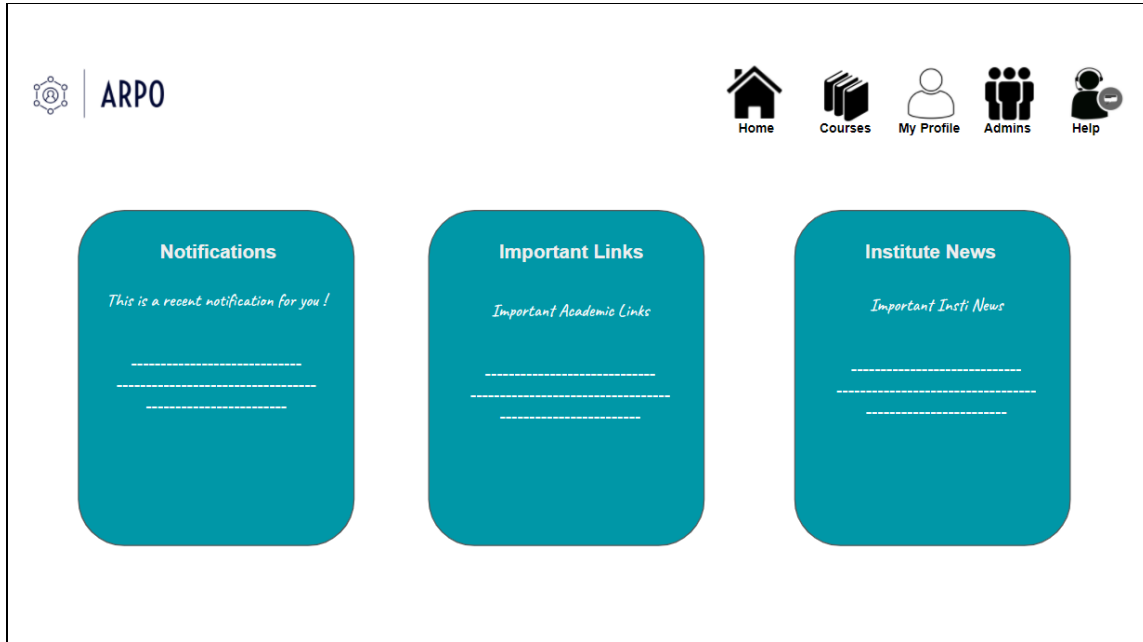 ARPO
Home Courses My Profile Admins Help
Notifications
This is a recent notification for you !
-----------------------------
----------------------------------
------------------------
Important Links
Important Academic Links
-----------------------------
----------------------------------
------------------------
Institute News
Important Insti News
-----------------------------
----------------------------------
------------------------